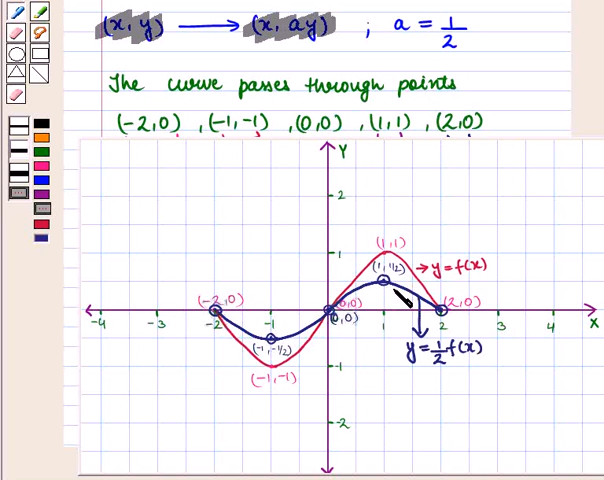 (x, y) → (x, ay) ; a = 1/2
The curve passes through points
(-2,0) , (-1,-1) , (0,0) , (1,1) , (2,0)
Y
2
1
(1,1)
(1, 1/2)
→ y = f(x)
(-2,0)
(0,0)
(2,0)
-4 -3 -2 -1 1 2 3 4 X
(0,0)
(-1, -1/2)
y = 1/2 f(x)
-1
(-1,-1)
-2